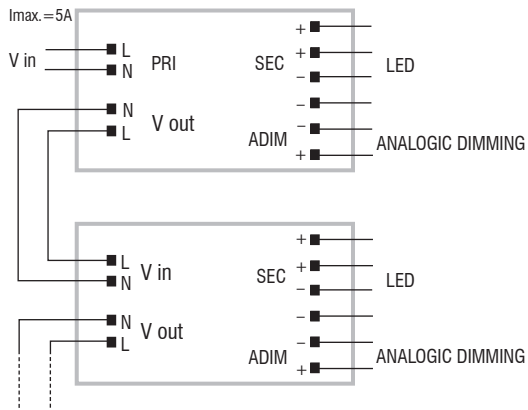 Imax.=5A
V in
L
N
PRI
N
L
V out
+
+
−
−
−
+
SEC
ADIM
LED
ANALOGIC DIMMING
L
N
V in
N
L
V out
+
+
−
−
−
+
SEC
ADIM
LED
ANALOGIC DIMMING